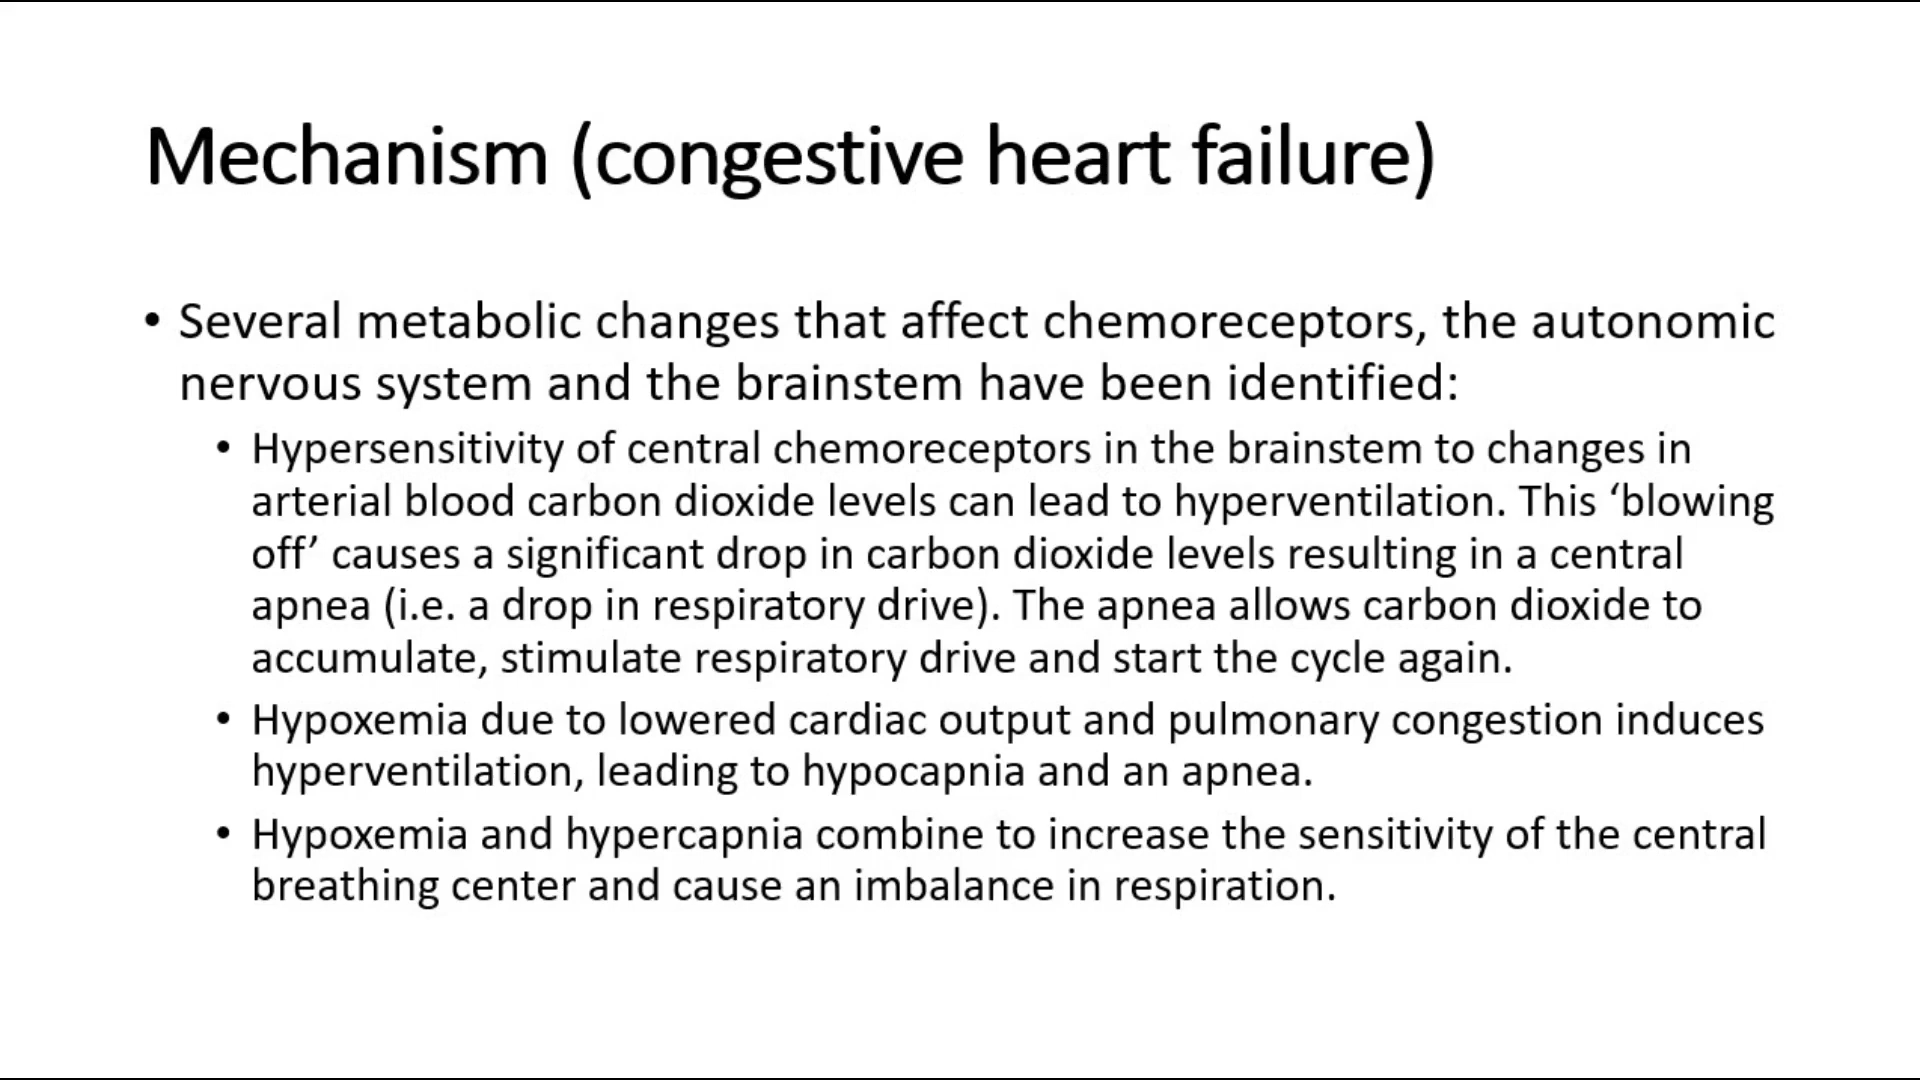 Mechanism (congestive heart failure)
• Several metabolic changes that affect chemoreceptors, the autonomic
nervous system and the brainstem have been identified:
• Hypersensitivity of central chemoreceptors in the brainstem to changes in
arterial blood carbon dioxide levels can lead to hyperventilation. This ‘blowing
off’ causes a significant drop in carbon dioxide levels resulting in a central
apnea (i.e. a drop in respiratory drive). The apnea allows carbon dioxide to
accumulate, stimulate respiratory drive and start the cycle again.
• Hypoxemia due to lowered cardiac output and pulmonary congestion induces
hyperventilation, leading to hypocapnia and an apnea.
• Hypoxemia and hypercapnia combine to increase the sensitivity of the central
breathing center and cause an imbalance in respiration.